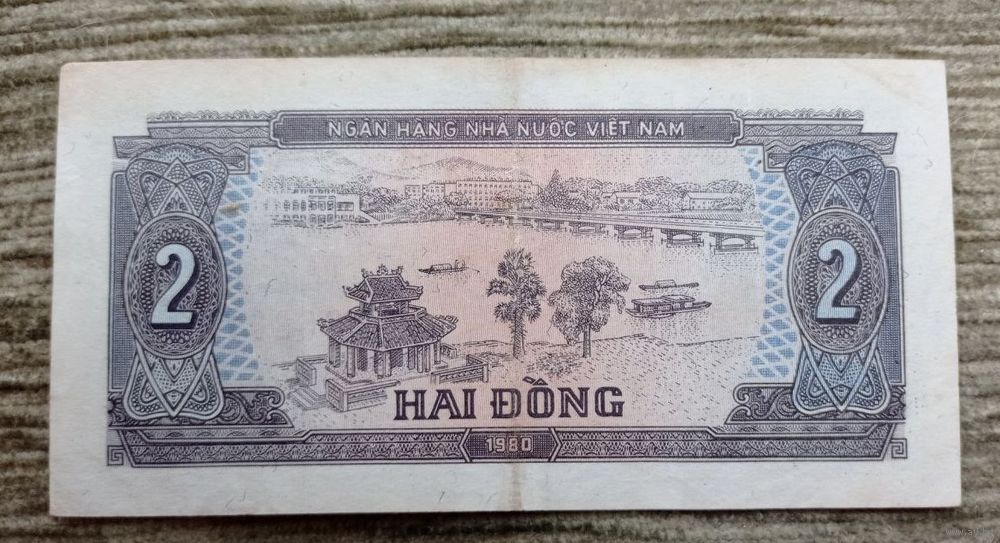 NGÂN HÀNG NHÀ NƯỚC VIỆT NAM
2 2
HAI ĐỒNG
1980